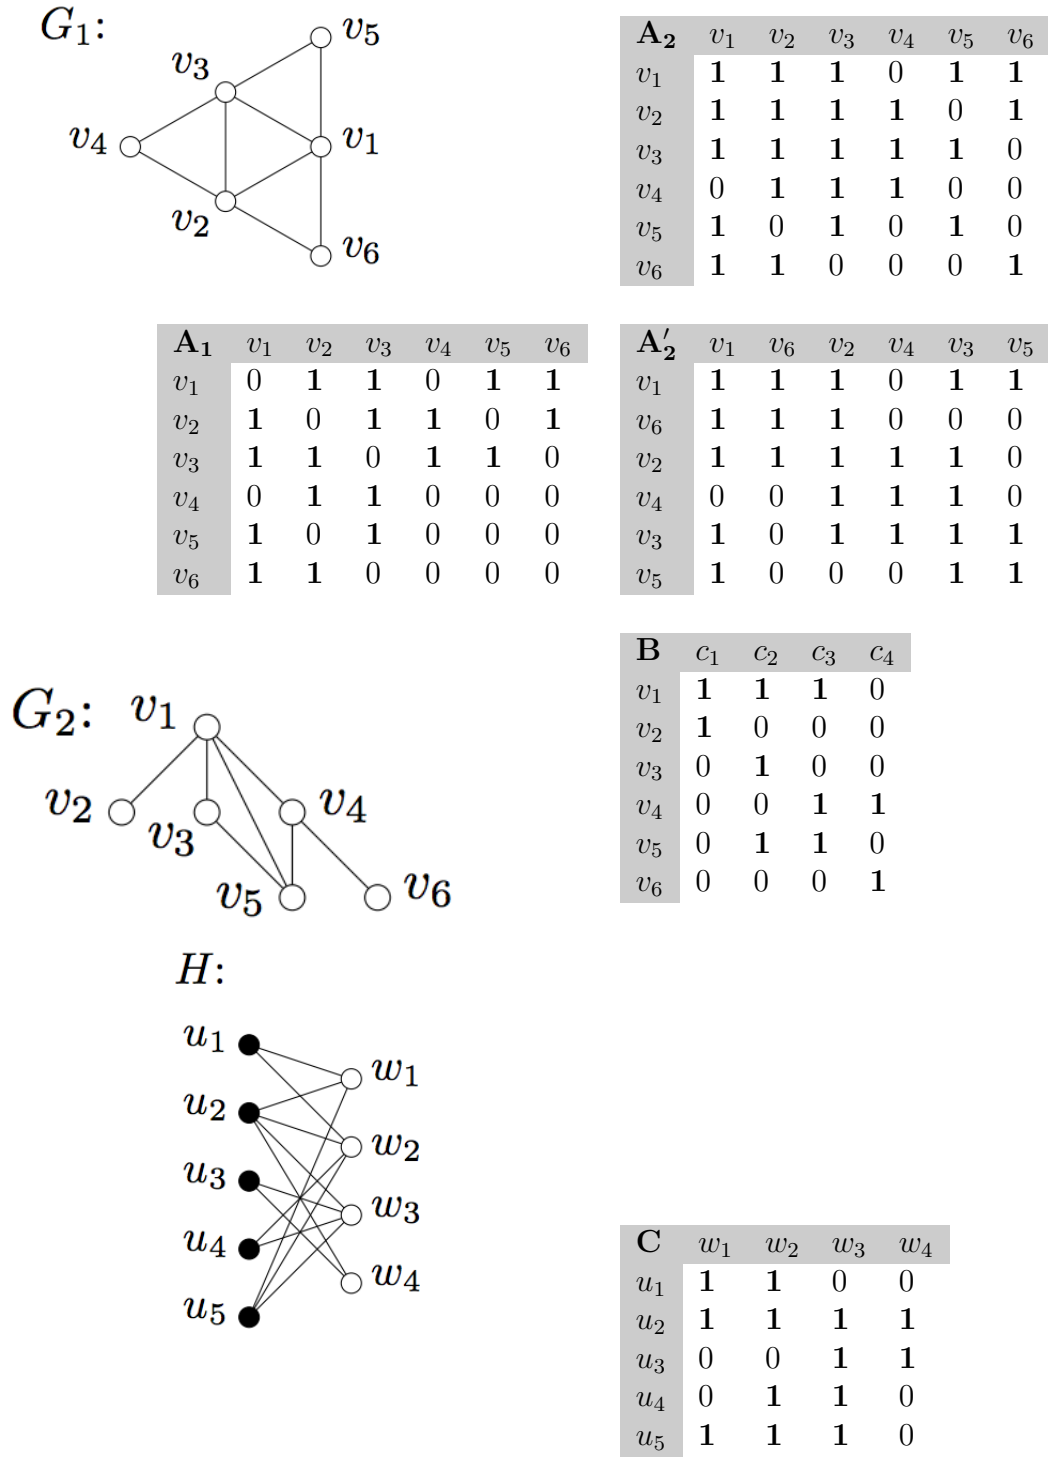 G₁:
v₅
v₃
v₄
v₁
v₂
v₆
A₂ v₁ v₂ v₃ v₄ v₅ v₆
v₁ 1 1 1 0 1 1
v₂ 1 1 1 1 0 1
v₃ 1 1 1 1 1 0
v₄ 0 1 1 1 0 0
v₅ 1 0 1 0 1 0
v₆ 1 1 0 0 0 1
A₁ v₁ v₂ v₃ v₄ v₅ v₆
v₁ 0 1 1 0 1 1
v₂ 1 0 1 1 0 1
v₃ 1 1 0 1 1 0
v₄ 0 1 1 0 0 0
v₅ 1 0 1 0 0 0
v₆ 1 1 0 0 0 0
A′₂ v₁ v₆ v₂ v₄ v₃ v₅
v₁ 1 1 1 0 1 1
v₆ 1 1 1 0 0 0
v₂ 1 1 1 1 1 0
v₄ 0 0 1 1 1 0
v₃ 1 0 1 1 1 1
v₅ 1 0 0 0 1 1
G₂: v₁
v₂
v₃
v₄
v₅
v₆
B c₁ c₂ c₃ c₄
v₁ 1 1 1 0
v₂ 1 0 0 0
v₃ 0 1 0 0
v₄ 0 0 1 1
v₅ 0 1 1 0
v₆ 0 0 0 1
H:
u₁
w₁
u₂
w₂
u₃
w₃
u₄
w₄
u₅
C w₁ w₂ w₃ w₄
u₁ 1 1 0 0
u₂ 1 1 1 1
u₃ 0 0 1 1
u₄ 0 1 1 0
u₅ 1 1 1 0